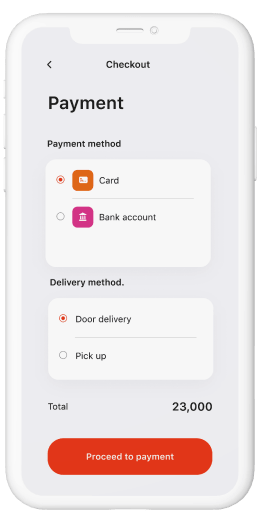 Checkout
Payment
Payment method
Card
Bank account
Delivery method.
Door delivery
Pick up
Total
23,000
Proceed to payment